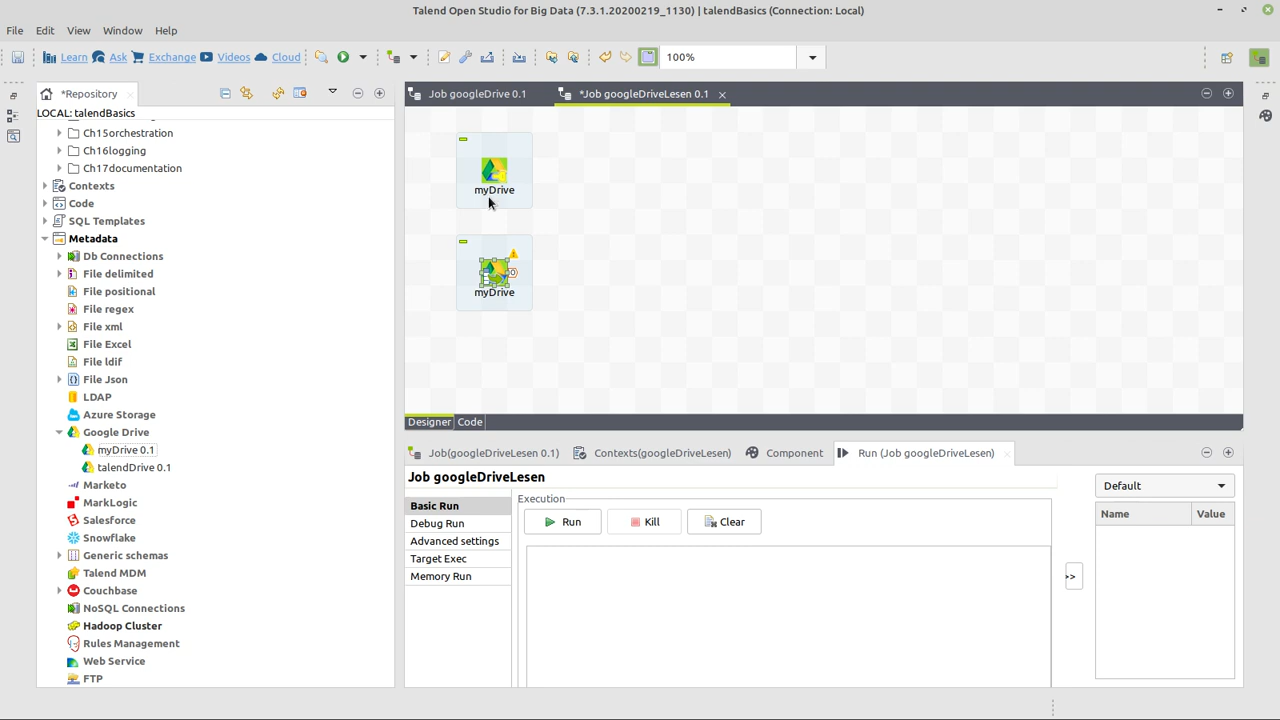 Talend Open Studio for Big Data (7.3.1.20200219_1130) | talendBasics (Connection: Local)
File Edit View Window Help
Learn Ask Exchange Videos Cloud 100%
*Repository
LOCAL: talendBasics
Ch15orchestration
Ch16logging
Ch17documentation
Contexts
Code
SQL Templates
Metadata
Db Connections
File delimited
File positional
File regex
File xml
File Excel
File ldif
File Json
LDAP
Azure Storage
Google Drive
myDrive 0.1
talendDrive 0.1
Marketo
MarkLogic
Salesforce
Snowflake
Generic schemas
Talend MDM
Couchbase
NoSQL Connections
Hadoop Cluster
Rules Management
Web Service
FTP
Job googleDrive 0.1 *Job googleDriveLesen 0.1
myDrive
myDrive
Designer Code
Job(googleDriveLesen 0.1) Contexts(googleDriveLesen) Component Run (Job googleDriveLesen)
Job googleDriveLesen
Basic Run
Debug Run
Advanced settings
Target Exec
Memory Run
Execution
Run Kill Clear
>>
Default
Name Value